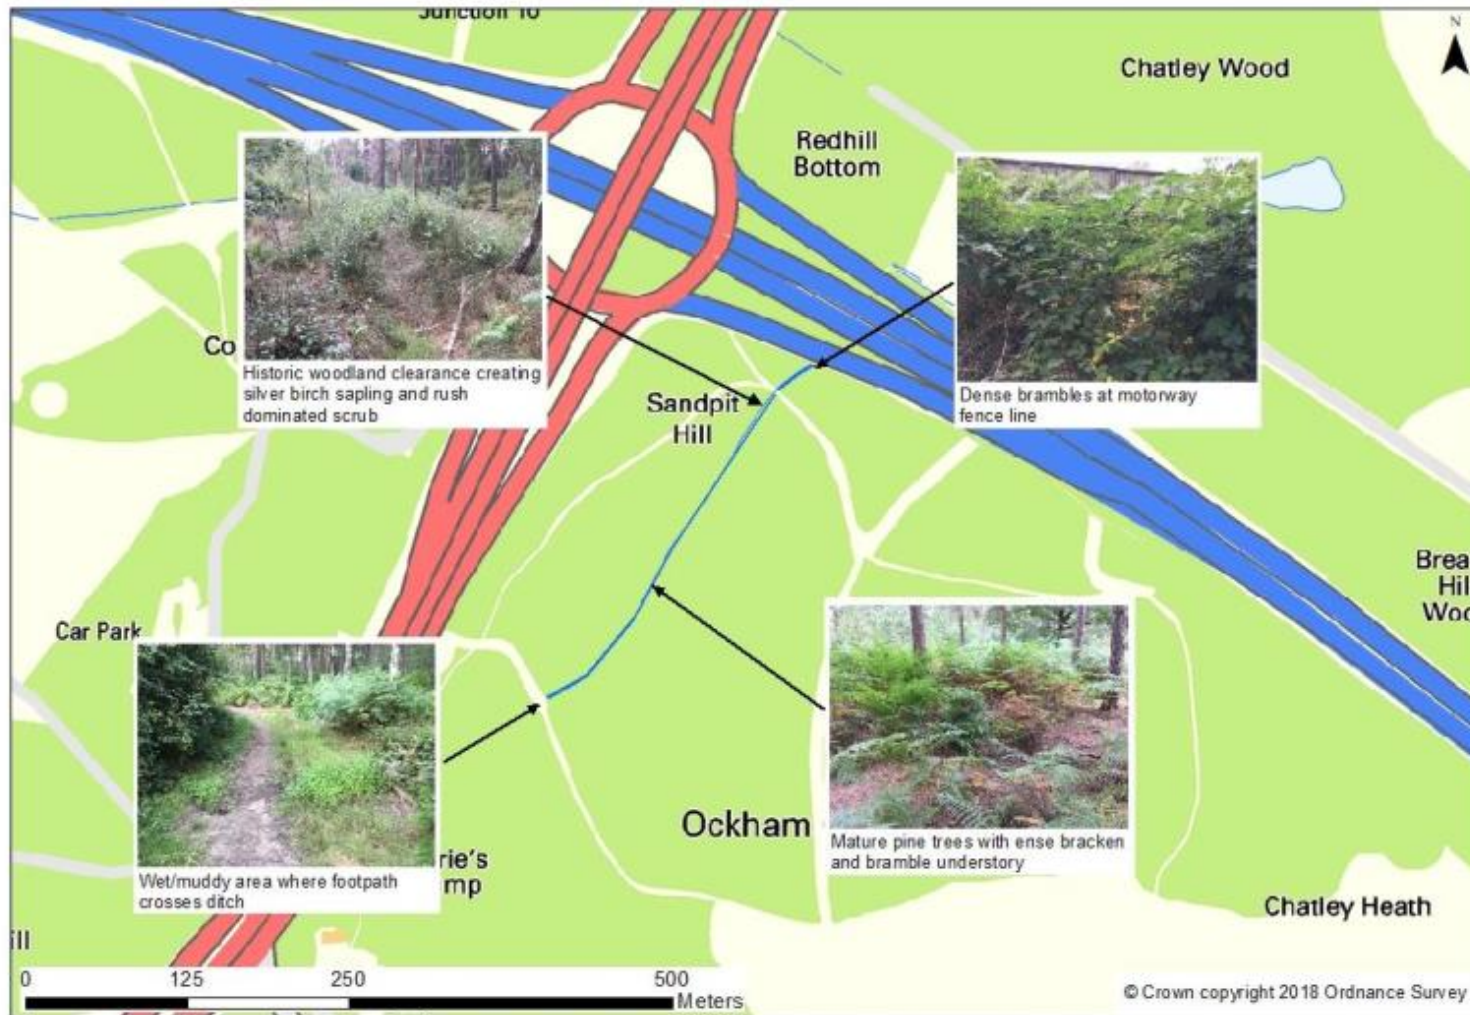 Junction 10
N
Chatley Wood
Redhill
Bottom
Co
Historic woodland clearance creating
silver birch sapling and rush
dominated scrub
Sandpit
Hill
Dense brambles at motorway
fence line
Brea
Hil
Woo
Car Park
Wet/muddy area where footpath
crosses ditch
rie's
mp
Ockham
Mature pine trees with ense bracken
and bramble understory
Chatley Heath
ill
0 125 250 500
Meters
© Crown copyright 2018 Ordnance Survey